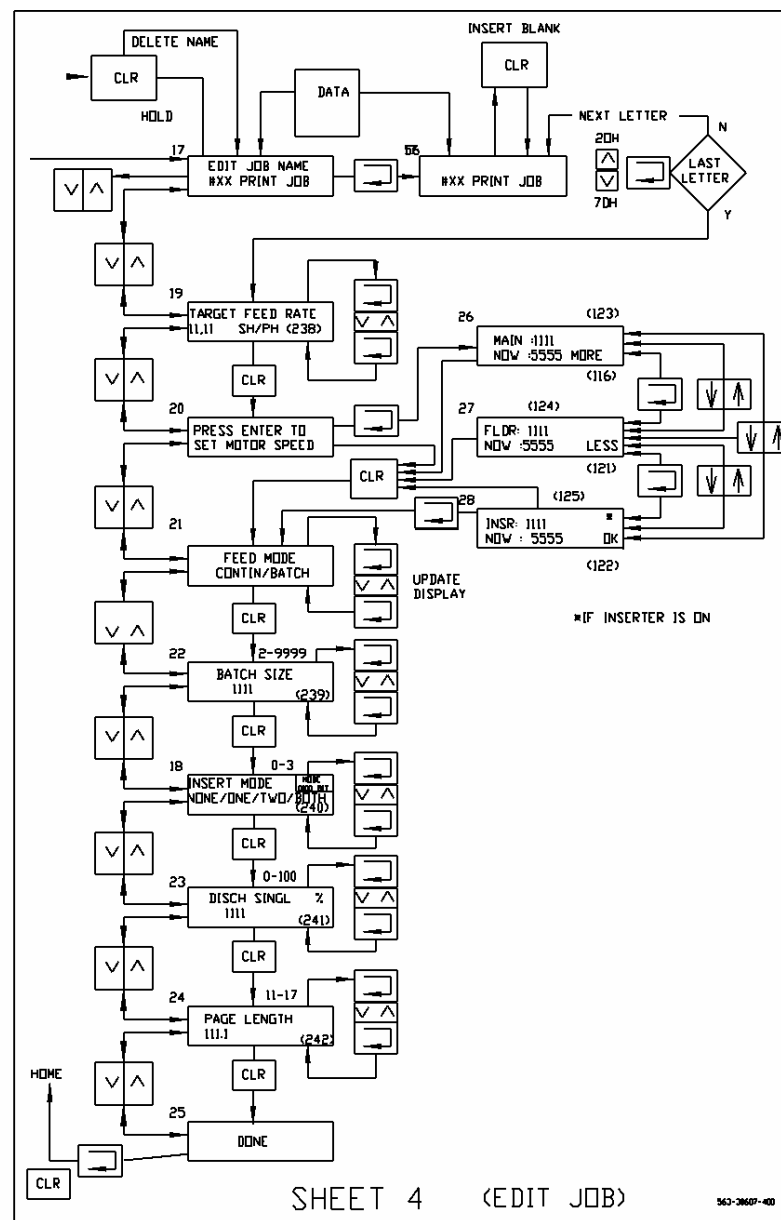 DELETE NAME
CLR
HOLD
DATA
INSERT BLANK
CLR
NEXT LETTER
N
20H
LAST
LETTER
7DH
Y
17
EDIT JOB NAME
#XX PRINT JOB
56
#XX PRINT JOB
19
TARGET FEED RATE
11,11 SH/PH (238)
CLR
20
PRESS ENTER TO
SET MOTOR SPEED
26
(123)
MAIN :1111
NOW :5555 MORE
(116)
27
(124)
FLDR: 1111
NOW :5555 LESS
(121)
CLR
28
(125)
INSR: 1111 *
NOW : 5555 OK
(122)
*IF INSERTER IS ON
21
FEED MODE
CONTIN/BATCH
UPDATE
DISPLAY
CLR
22
2-9999
BATCH SIZE
1111
(239)
CLR
18
0-3
INSERT MODE
NONE/ONE/TWO/BOTH
(240)
CLR
23
0-100
DISCH SINGL %
1111
(241)
CLR
24
11-17
PAGE LENGTH
111.1
(242)
CLR
25
DONE
HOME
CLR
SHEET 4 (EDIT JOB)
563-38607-400